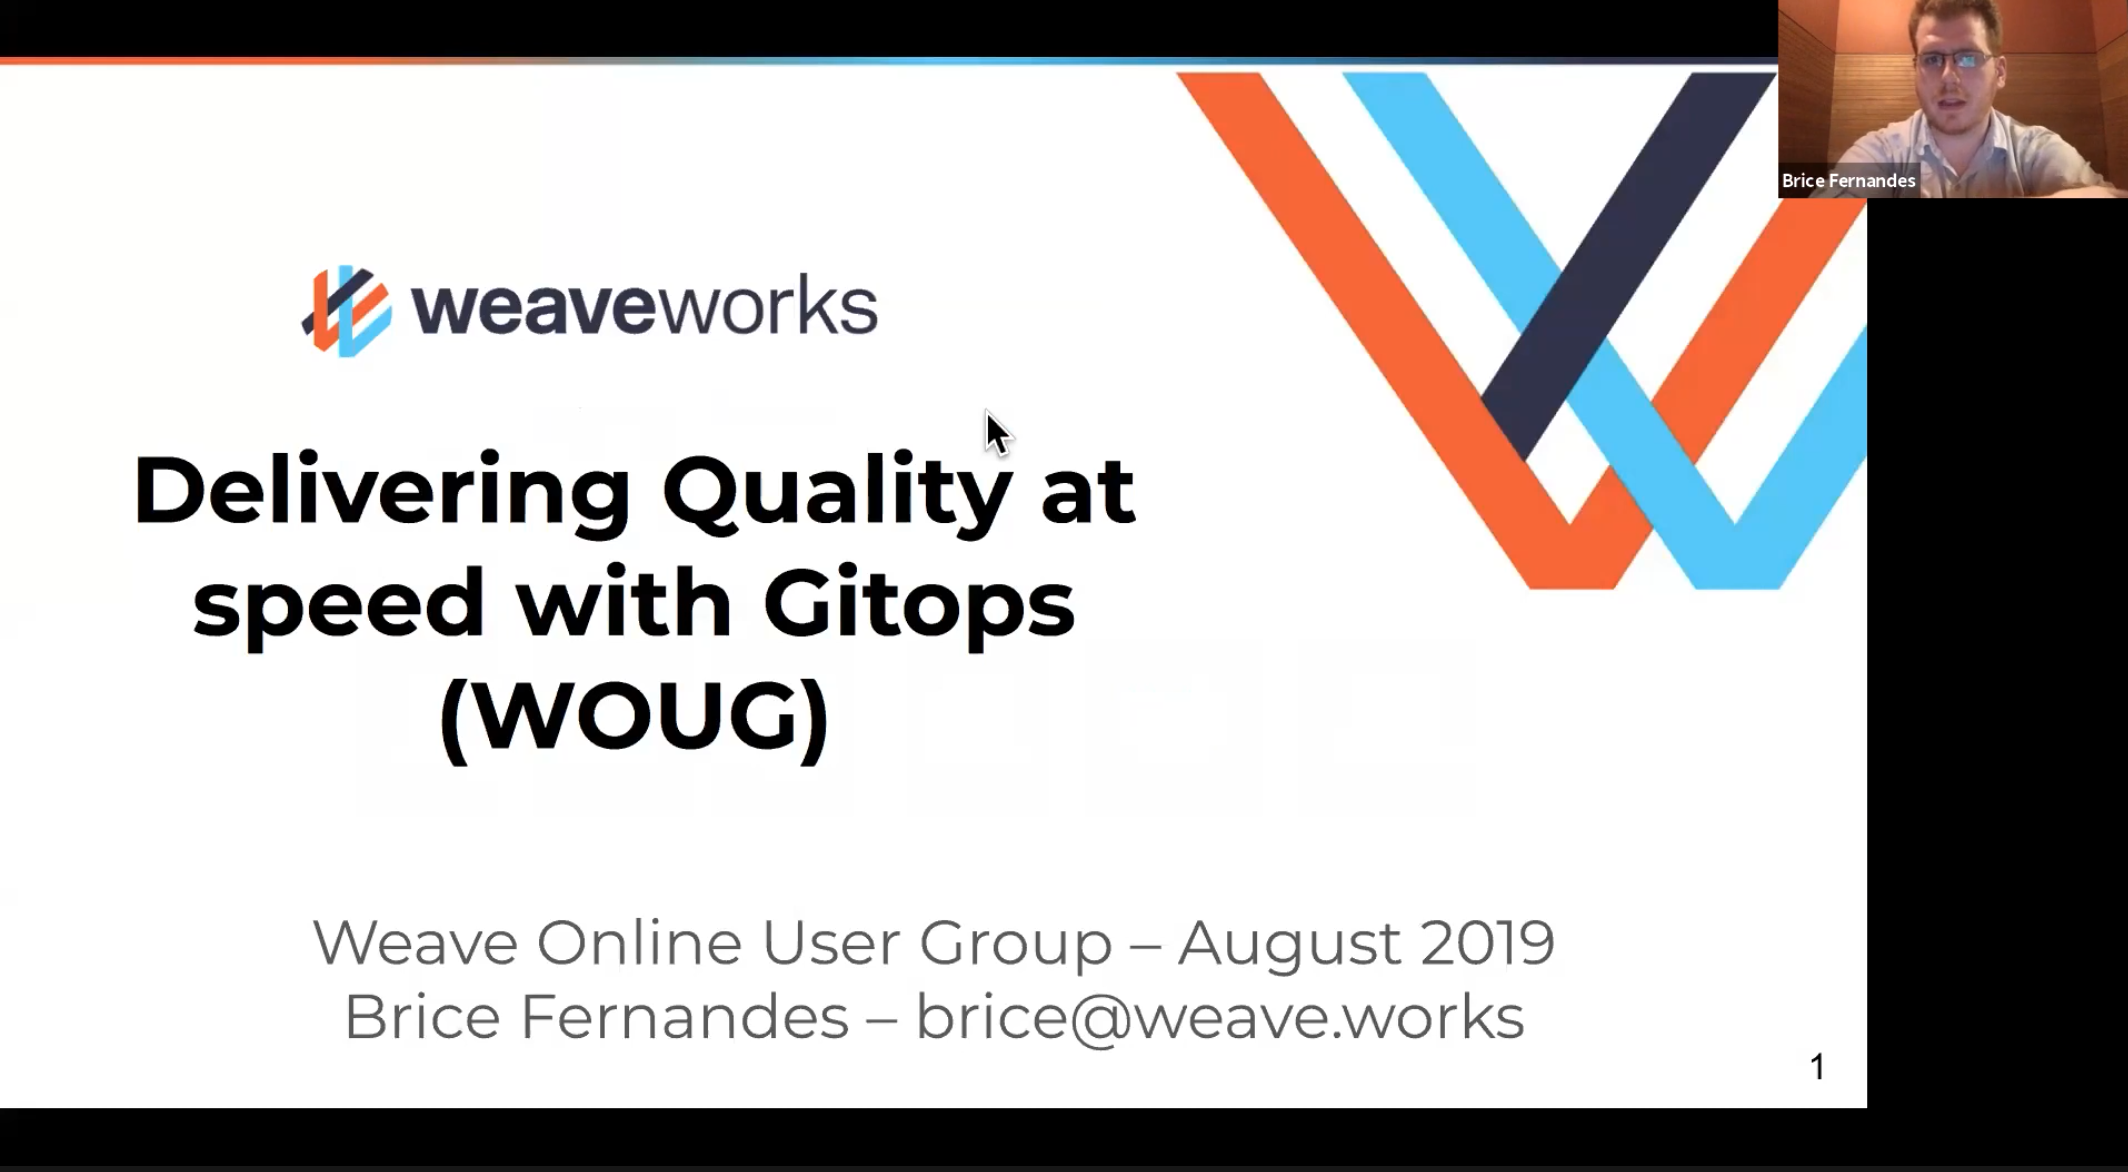 Brice Fernandes
weaveworks
Delivering Quality at
speed with Gitops
(WOUG)
Weave Online User Group – August 2019
Brice Fernandes – brice@weave.works
1